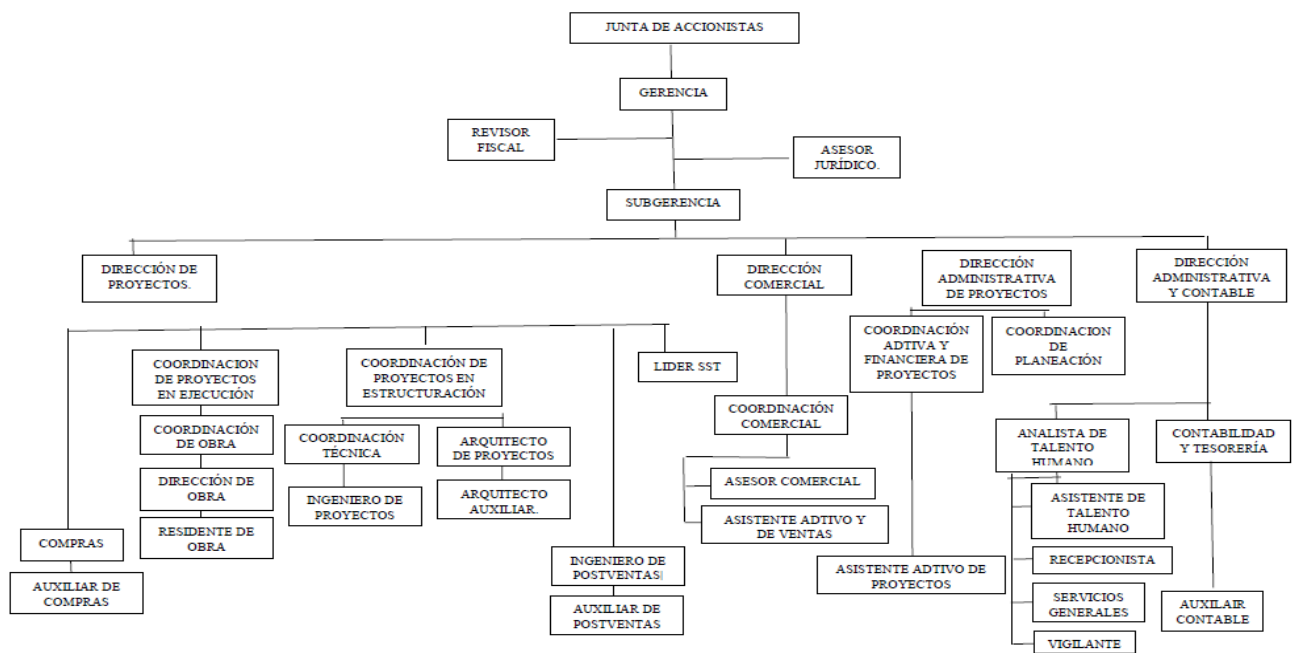 JUNTA DE ACCIONISTAS
GERENCIA
REVISOR
FISCAL
ASESOR
JURÍDICO.
SUBGERENCIA
DIRECCIÓN DE
PROYECTOS.
DIRECCIÓN
COMERCIAL
DIRECCIÓN
ADMINISTRATIVA
DE PROYECTOS
DIRECCIÓN
ADMINISTRATIVA
Y CONTABLE
COORDINACION
DE PROYECTOS
EN EJECUCIÓN
COORDINACIÓN DE
PROYECTOS EN
ESTRUCTURACIÓN
LIDER SST
COORDINACIÓN
ADTIVA Y
FINANCIERA DE
PROYECTOS
COORDINACION
DE
PLANEACIÓN
COORDINACIÓN
DE OBRA
COORDINACIÓN
TÉCNICA
ARQUITECTO
DE PROYECTOS
COORDINACIÓN
COMERCIAL
ANALISTA DE
TALENTO
HUMANO
CONTABILIDAD
Y TESORERÍA
DIRECCIÓN DE
OBRA
INGENIERO DE
PROYECTOS
ARQUITECTO
AUXILIAR.
ASESOR COMERCIAL
ASISTENTE DE
TALENTO
HUMANO
RESIDENTE DE
OBRA
ASISTENTE ADTIVO Y
DE VENTAS
COMPRAS
INGENIERO DE
POSTVENTAS
RECEPCIONISTA
AUXILIAR DE
COMPRAS
ASISTENTE ADTIVO DE
PROYECTOS
AUXILIAR DE
POSTVENTAS
SERVICIOS
GENERALES
AUXILAIR
CONTABLE
VIGILANTE